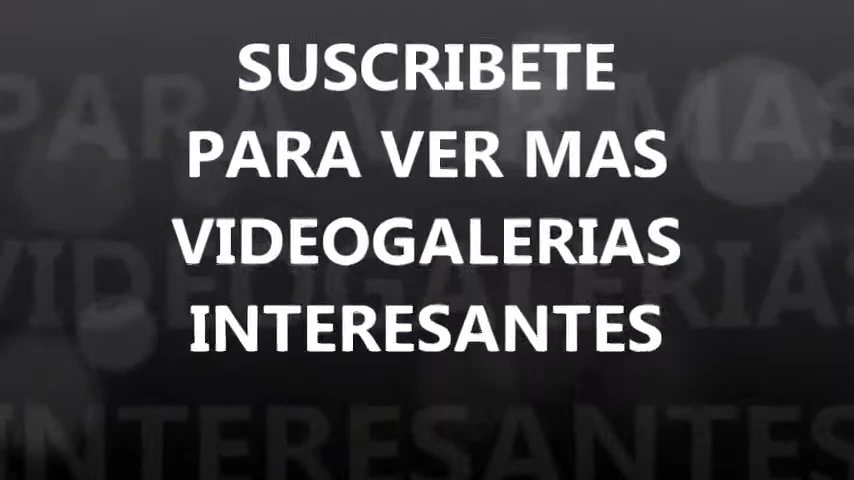 SUSCRIBETE
PARA VER MAS
VIDEOGALERIAS
INTERESANTES